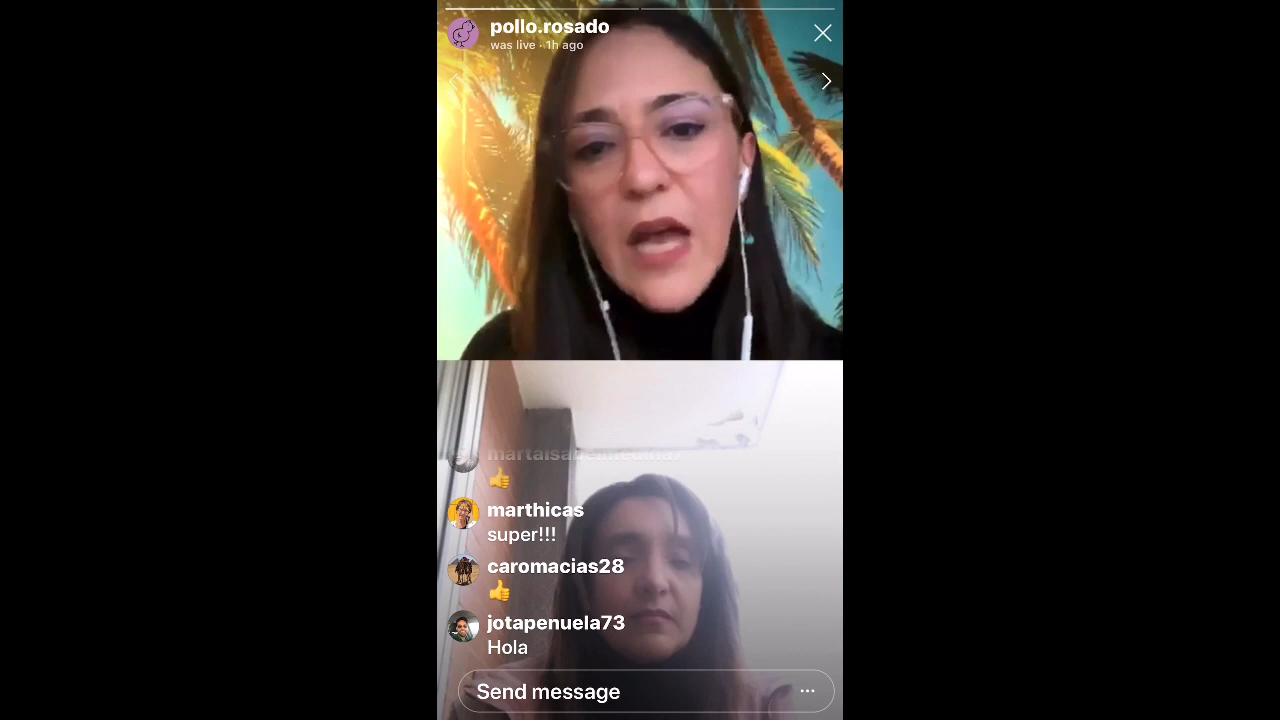 pollo.rosado
was live · 1h ago
marthicas
super!!!
caromacias28
jotapenuela73
Hola
Send message